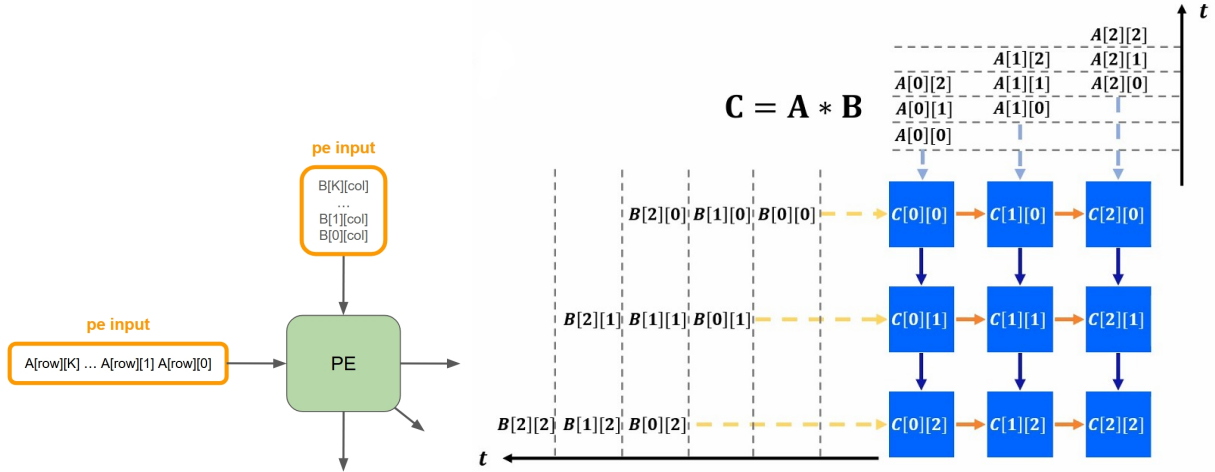 pe input
B[K][col]
...
B[1][col]
B[0][col]
pe input
A[row][K] ... A[row][1] A[row][0]
PE
t
A[2][2]
A[1][2] A[2][1]
A[0][2] A[1][1] A[2][0]
C = A * B
A[0][1] A[1][0]
A[0][0]
B[2][0] B[1][0] B[0][0] C[0][0] C[1][0] C[2][0]
B[2][1] B[1][1] B[0][1] C[0][1] C[1][1] C[2][1]
B[2][2] B[1][2] B[0][2] C[0][2] C[1][2] C[2][2]
t